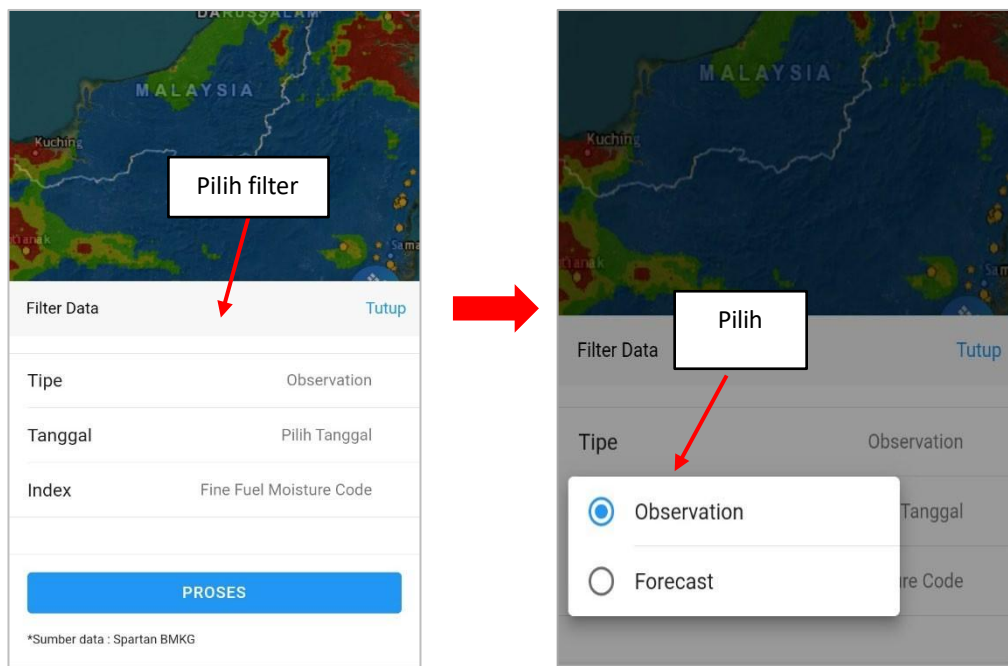 DARUSSALAM
MALAYSIA
Kuching
Pilih filter
Filter Data
Tutup
Tipe
Observation
Tanggal
Pilih Tanggal
Index
Fine Fuel Moisture Code
PROSES
*Sumber data : Spartan BMKG
MALAYSIA
Kuching
Pilih
Filter Data
Tutup
Tipe
Observation
Observation
Tanggal
Forecast
re Code